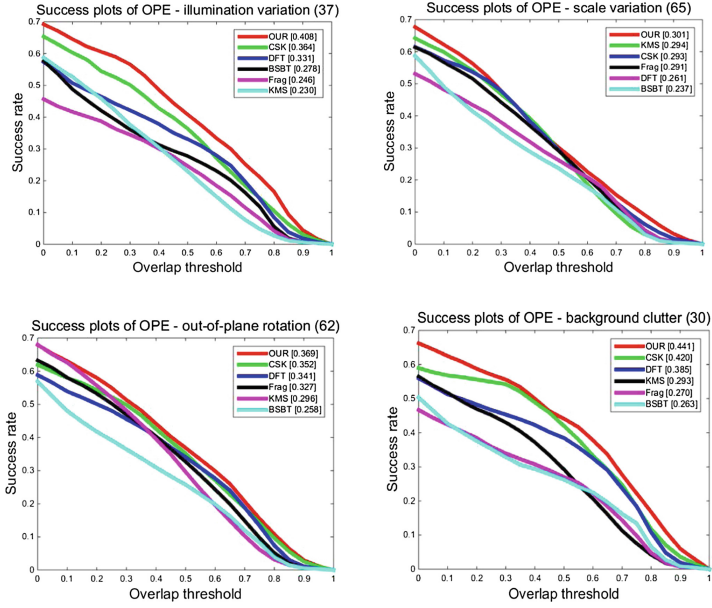 Success plots of OPE - illumination variation (37)
OUR [0.408]
CSK [0.364]
DFT [0.331]
BSBT [0.278]
Frag [0.246]
KMS [0.230]
Success rate
0.7
0.6
0.5
0.4
0.3
0.2
0.1
0
0 0.1 0.2 0.3 0.4 0.5 0.6 0.7 0.8 0.9 1
Overlap threshold
Success plots of OPE - scale variation (65)
OUR [0.301]
KMS [0.294]
CSK [0.293]
Frag [0.291]
DFT [0.261]
BSBT [0.237]
Success rate
0.7
0.6
0.5
0.4
0.3
0.2
0.1
0
0 0.1 0.2 0.3 0.4 0.5 0.6 0.7 0.8 0.9 1
Overlap threshold
Success plots of OPE - out-of-plane rotation (62)
OUR [0.369]
CSK [0.352]
DFT [0.341]
Frag [0.327]
KMS [0.296]
BSBT [0.258]
Success rate
0.7
0.6
0.5
0.4
0.3
0.2
0.1
0
0 0.1 0.2 0.3 0.4 0.5 0.6 0.7 0.8 0.9 1
Overlap threshold
Success plots of OPE - background clutter (30)
OUR [0.441]
CSK [0.420]
DFT [0.385]
KMS [0.293]
Frag [0.270]
BSBT [0.263]
Success rate
0.7
0.6
0.5
0.4
0.3
0.2
0.1
0
0 0.1 0.2 0.3 0.4 0.5 0.6 0.7 0.8 0.9 1
Overlap threshold